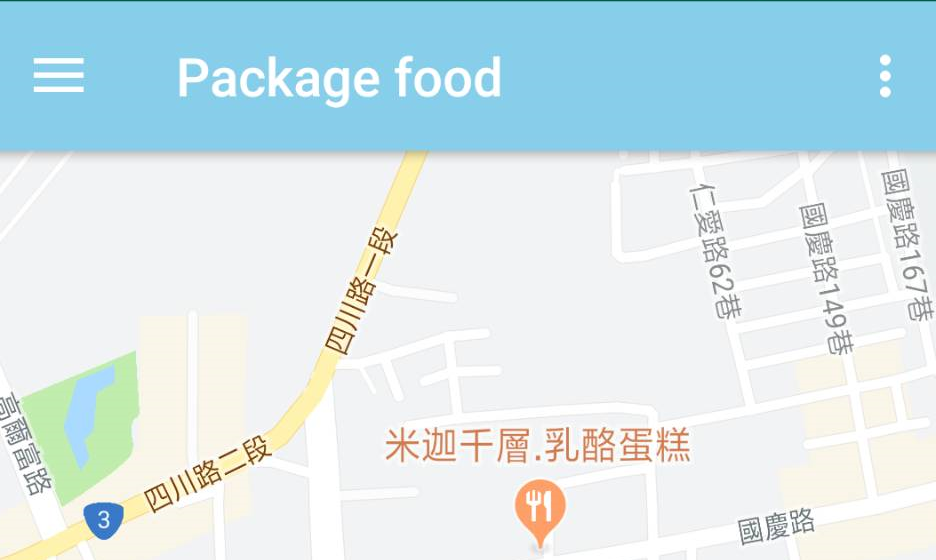 Package food
國慶路167巷
仁愛路62巷
國慶路149巷
四川路一段
高爾富路
米迦千層.乳酪蛋糕
四川路二段
3
國慶路